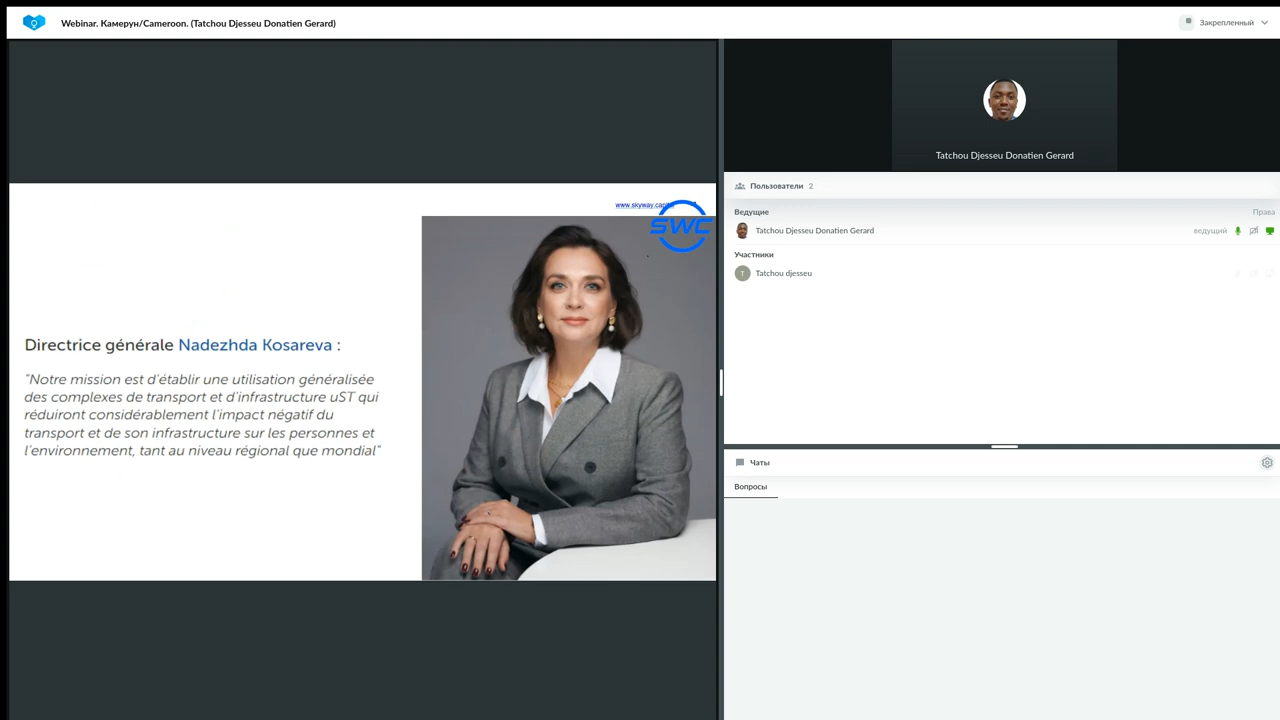 Webinar. Камерун/Cameroon. (Tatchou Djesseu Donatien Gerard)
Закрепленный
www.skyway.capital
SWC
Directrice générale Nadezhda Kosareva :
"Notre mission est d'établir une utilisation généralisée
des complexes de transport et d'infrastructure uST qui
réduiront considérablement l'impact négatif du
transport et de son infrastructure sur les personnes et
l'environnement, tant au niveau régional que mondial"
Tatchou Djesseu Donatien Gerard
Пользователи 2
Ведущие Права
Tatchou Djesseu Donatien Gerard ведущий
Участники
T Tatchou djesseu
Чаты
Вопросы